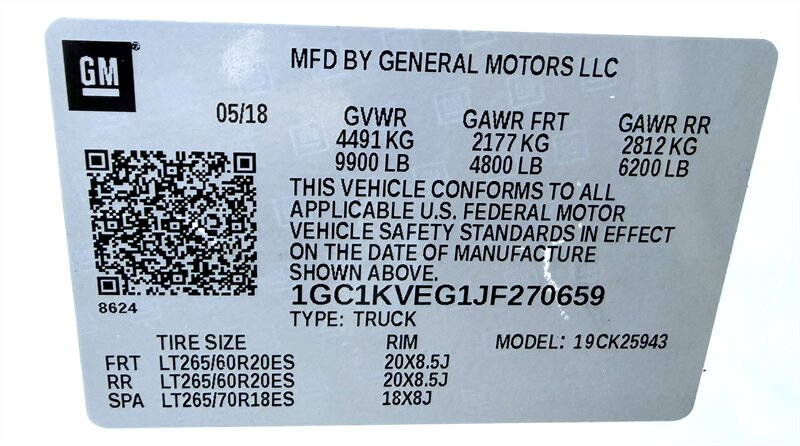 GM
MFD BY GENERAL MOTORS LLC
05/18 GVWR GAWR FRT GAWR RR
4491 KG 2177 KG 2812 KG
9900 LB 4800 LB 6200 LB
THIS VEHICLE CONFORMS TO ALL
APPLICABLE U.S. FEDERAL MOTOR
VEHICLE SAFETY STANDARDS IN EFFECT
ON THE DATE OF MANUFACTURE
SHOWN ABOVE.
8624
1GC1KVEG1JF270659
TYPE: TRUCK
TIRE SIZE RIM MODEL: 19CK25943
FRT LT265/60R20ES 20X8.5J
RR LT265/60R20ES 20X8.5J
SPA LT265/70R18ES 18X8J